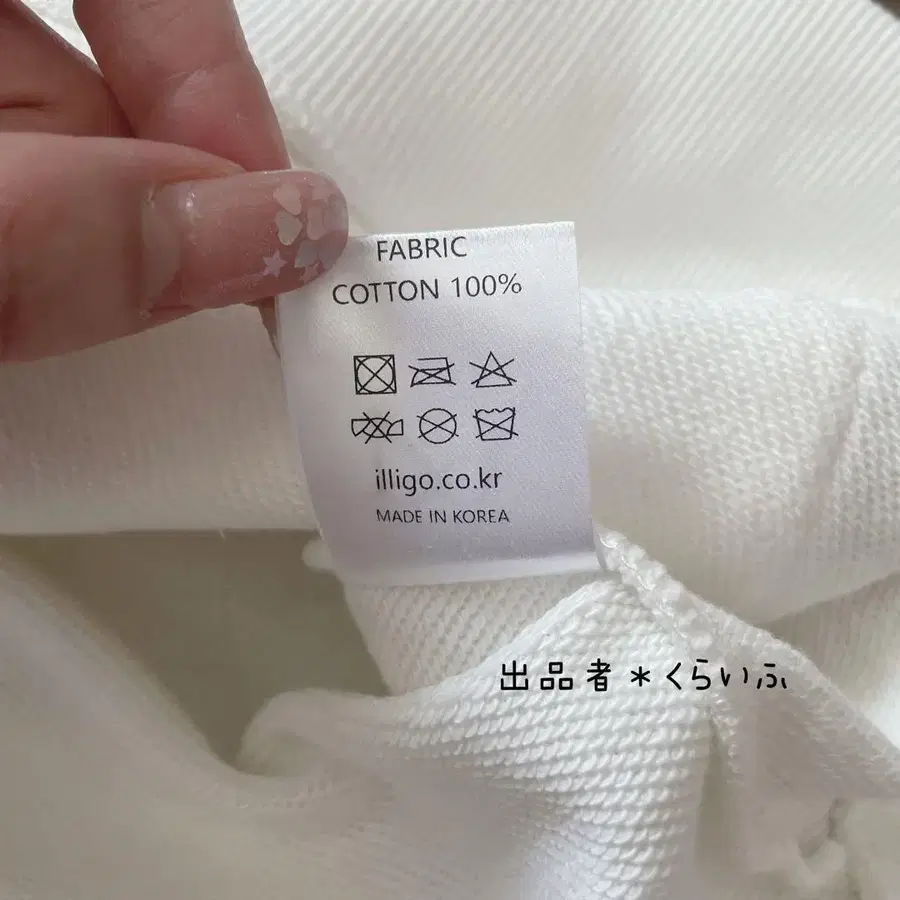 FABRIC
COTTON 100%
illigo.co.kr
MADE IN KOREA
出品者*くらいふ